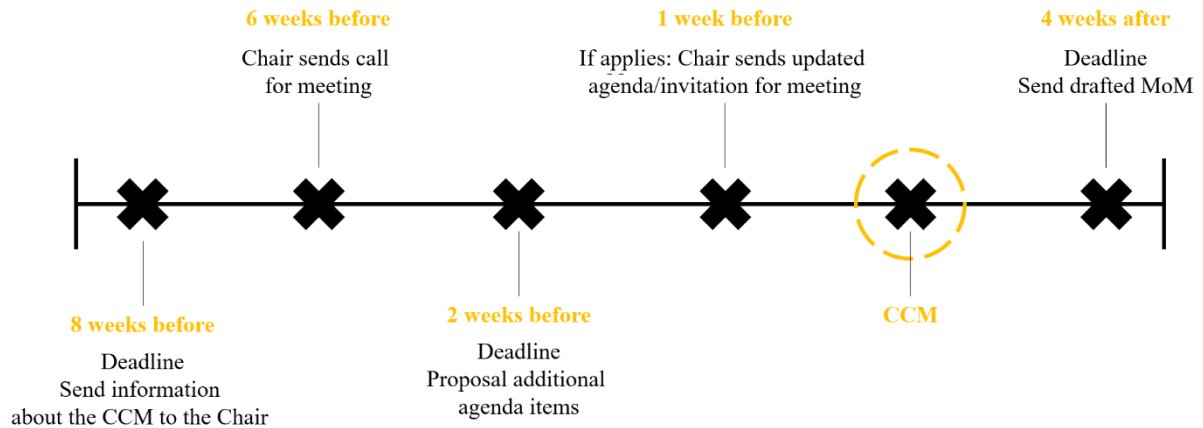 6 weeks before
Chair sends call
for meeting
1 week before
If applies: Chair sends updated
agenda/invitation for meeting
4 weeks after
Deadline
Send drafted MoM
8 weeks before
Deadline
Send information
about the CCM to the Chair
2 weeks before
Deadline
Proposal additional
agenda items
CCM